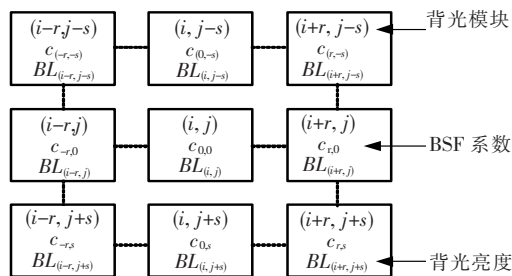 (i−r, j−s)
c(−r,−s)
BL(i−r, j−s)
(i, j−s)
c(0,−s)
BL(i, j−s)
(i+r, j−s)
c(r,−s)
BL(i+r, j−s)
背光模块
(i−r,j)
c−r,0
BL(i−r, j)
(i, j)
c0,0
BL(i, j)
(i+r, j)
cr,0
BL(i+r, j)
BSF 系数
(i−r, j+s)
c−r,s
BL(i−r, j+s)
(i, j+s)
c0,s
BL(i, j+s)
(i+r, j+s)
cr,s
BL(i+r, j+s)
背光亮度